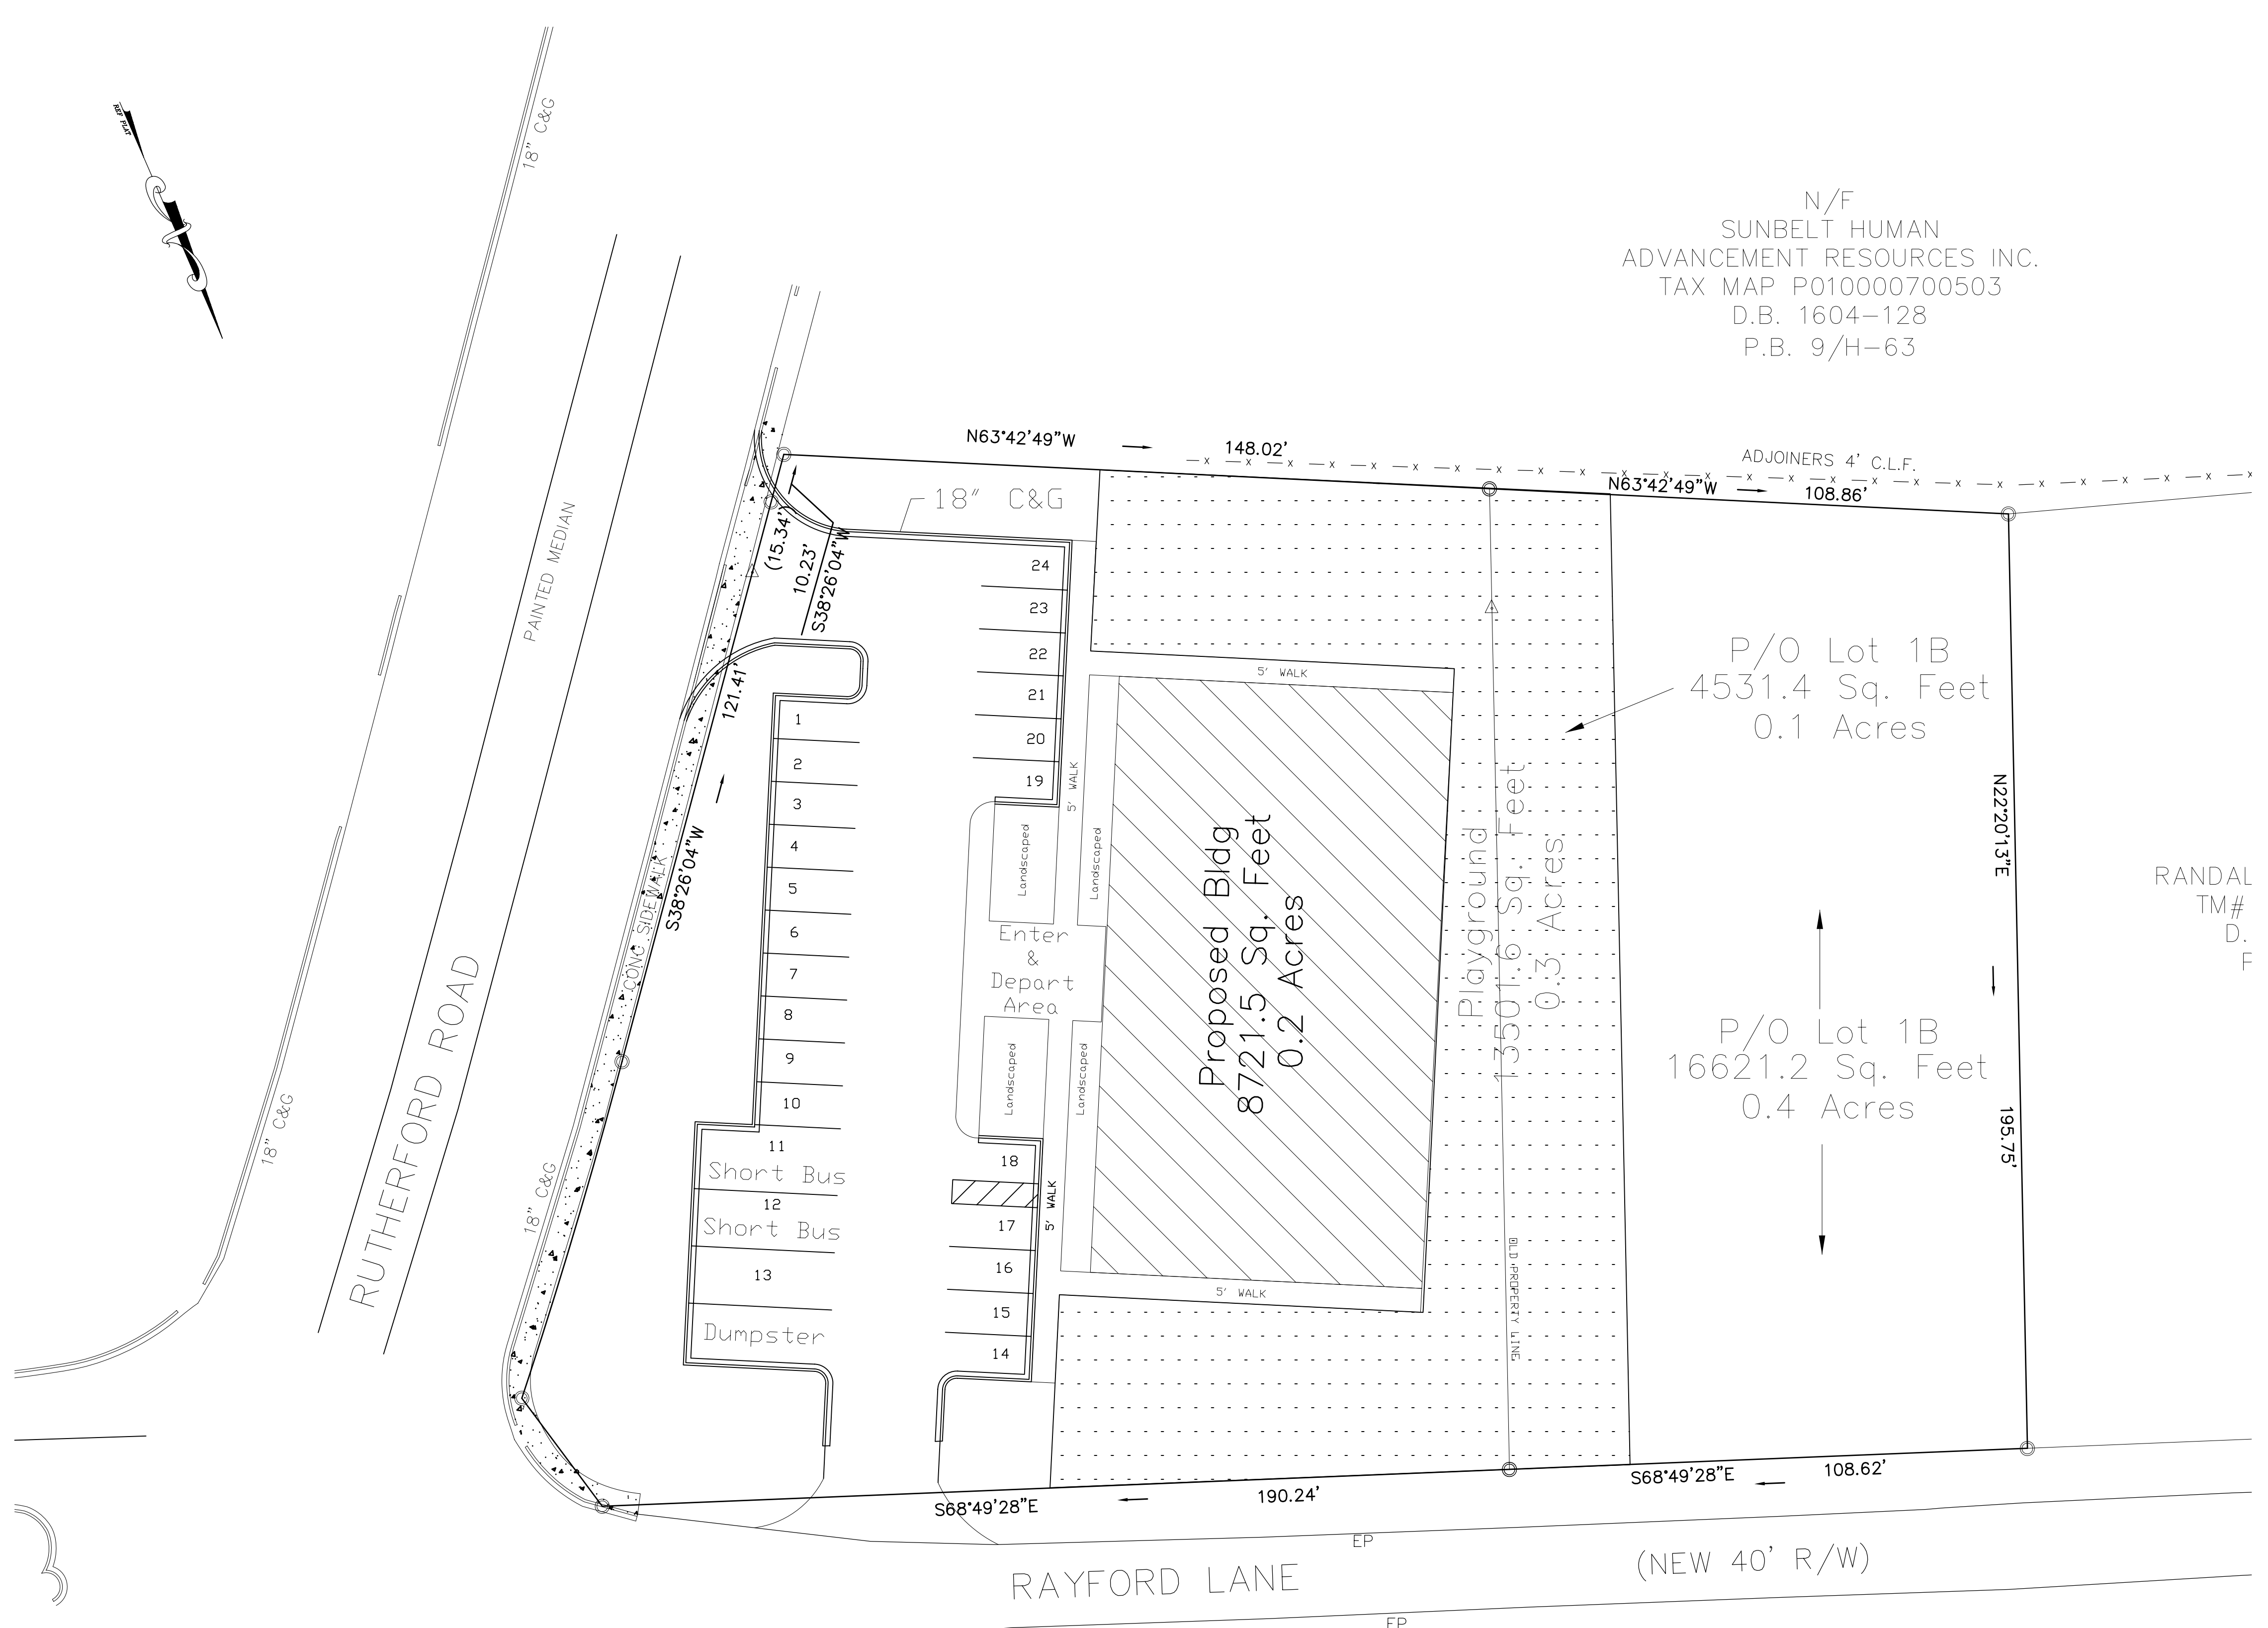 REF PLAT
18" C&G
N/F
SUNBELT HUMAN
ADVANCEMENT RESOURCES INC.
TAX MAP P010000700503
D.B. 1604-128
P.B. 9/H-63
PAINTED MEDIAN
N63°42'49"W
148.02'
ADJOINERS 4' C.L.F.
N63°42'49"W
108.86'
18" C&G
(15.34')
10.23'
S38°26'04"W
121.41'
S38°26'04"W
CONC SIDEWALK
24
23
22
21
20
19
1
2
3
4
5
6
7
8
9
10
11
Short Bus
12
Short Bus
13
Dumpster
5' WALK
5' WALK
Landscaped
Landscaped
Enter
&
Depart
Area
Landscaped
Landscaped
18
17
16
15
14
5' WALK
5' WALK
Proposed Bldg
8721.5 Sq. Feet
0.2 Acres
Playground
13501.6 Sq. Feet
0.3 Acres
OLD PROPERTY LINE
P/O Lot 1B
4531.4 Sq. Feet
0.1 Acres
P/O Lot 1B
16621.2 Sq. Feet
0.4 Acres
N22°20'13"E
195.75'
RANDAL
TM#
D.
RUTHERFORD ROAD
18" C&G
18" C&G
S68°49'28"E
190.24'
S68°49'28"E
108.62'
EP
RAYFORD LANE
(NEW 40' R/W)
EP